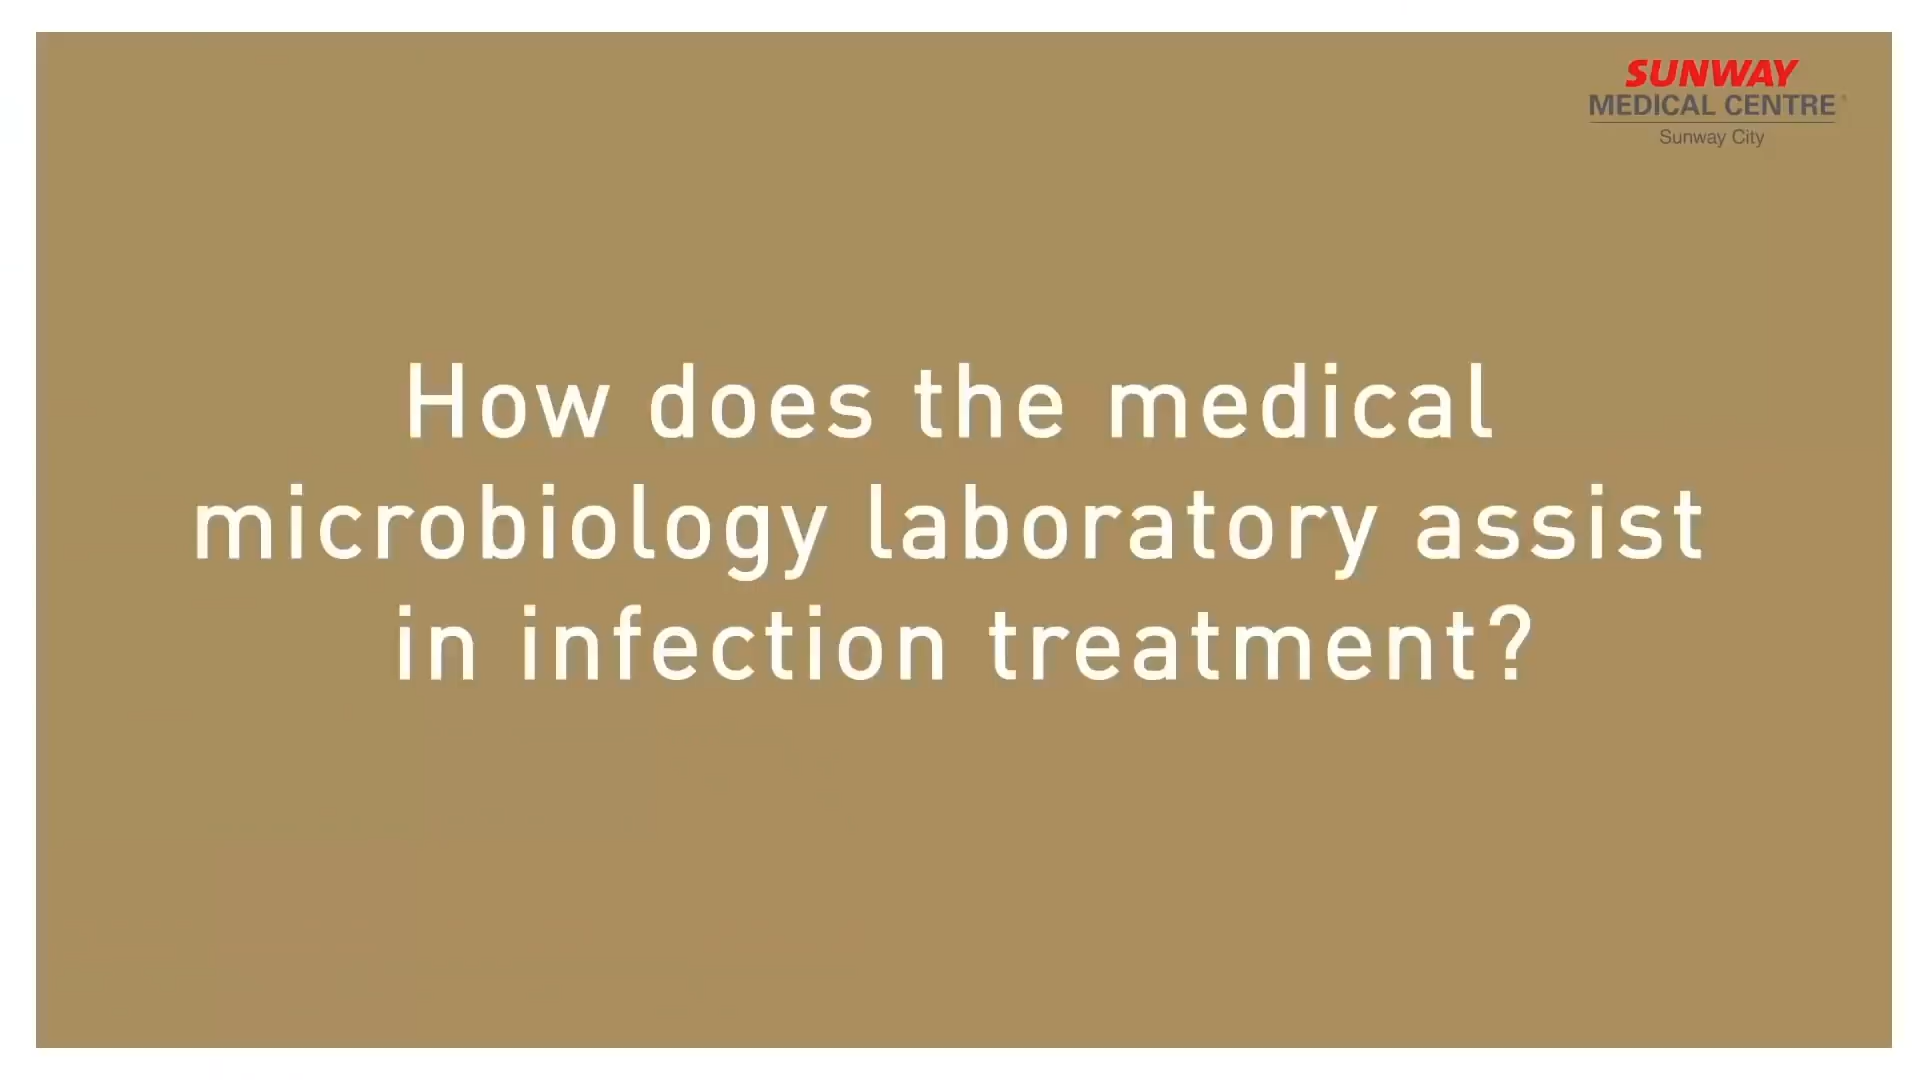 SUNWAY
MEDICAL CENTRE
Sunway City
How does the medical
microbiology laboratory assist
in infection treatment?